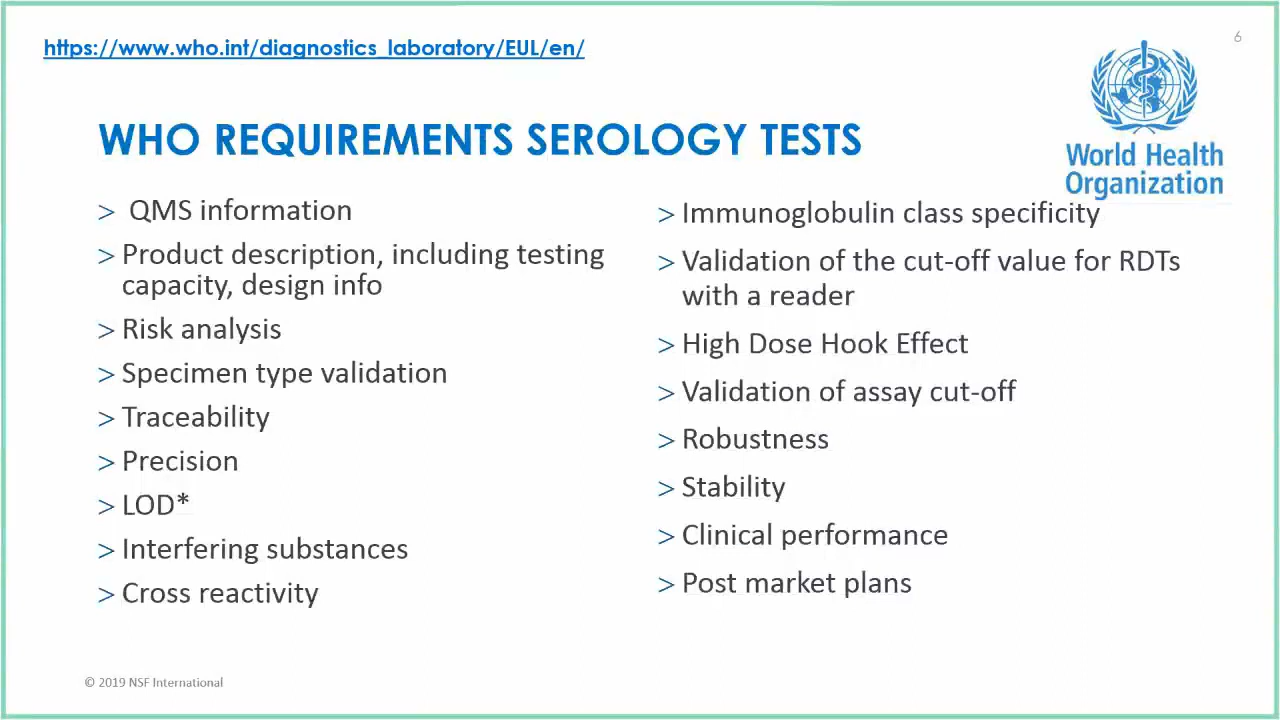 https://www.who.int/diagnostics_laboratory/EUL/en/
6
World Health
Organization
WHO REQUIREMENTS SEROLOGY TESTS
> QMS information
> Product description, including testing
capacity, design info
> Risk analysis
> Specimen type validation
> Traceability
> Precision
> LOD*
> Interfering substances
> Cross reactivity
> Immunoglobulin class specificity
> Validation of the cut-off value for RDTs
with a reader
> High Dose Hook Effect
> Validation of assay cut-off
> Robustness
> Stability
> Clinical performance
> Post market plans
© 2019 NSF International